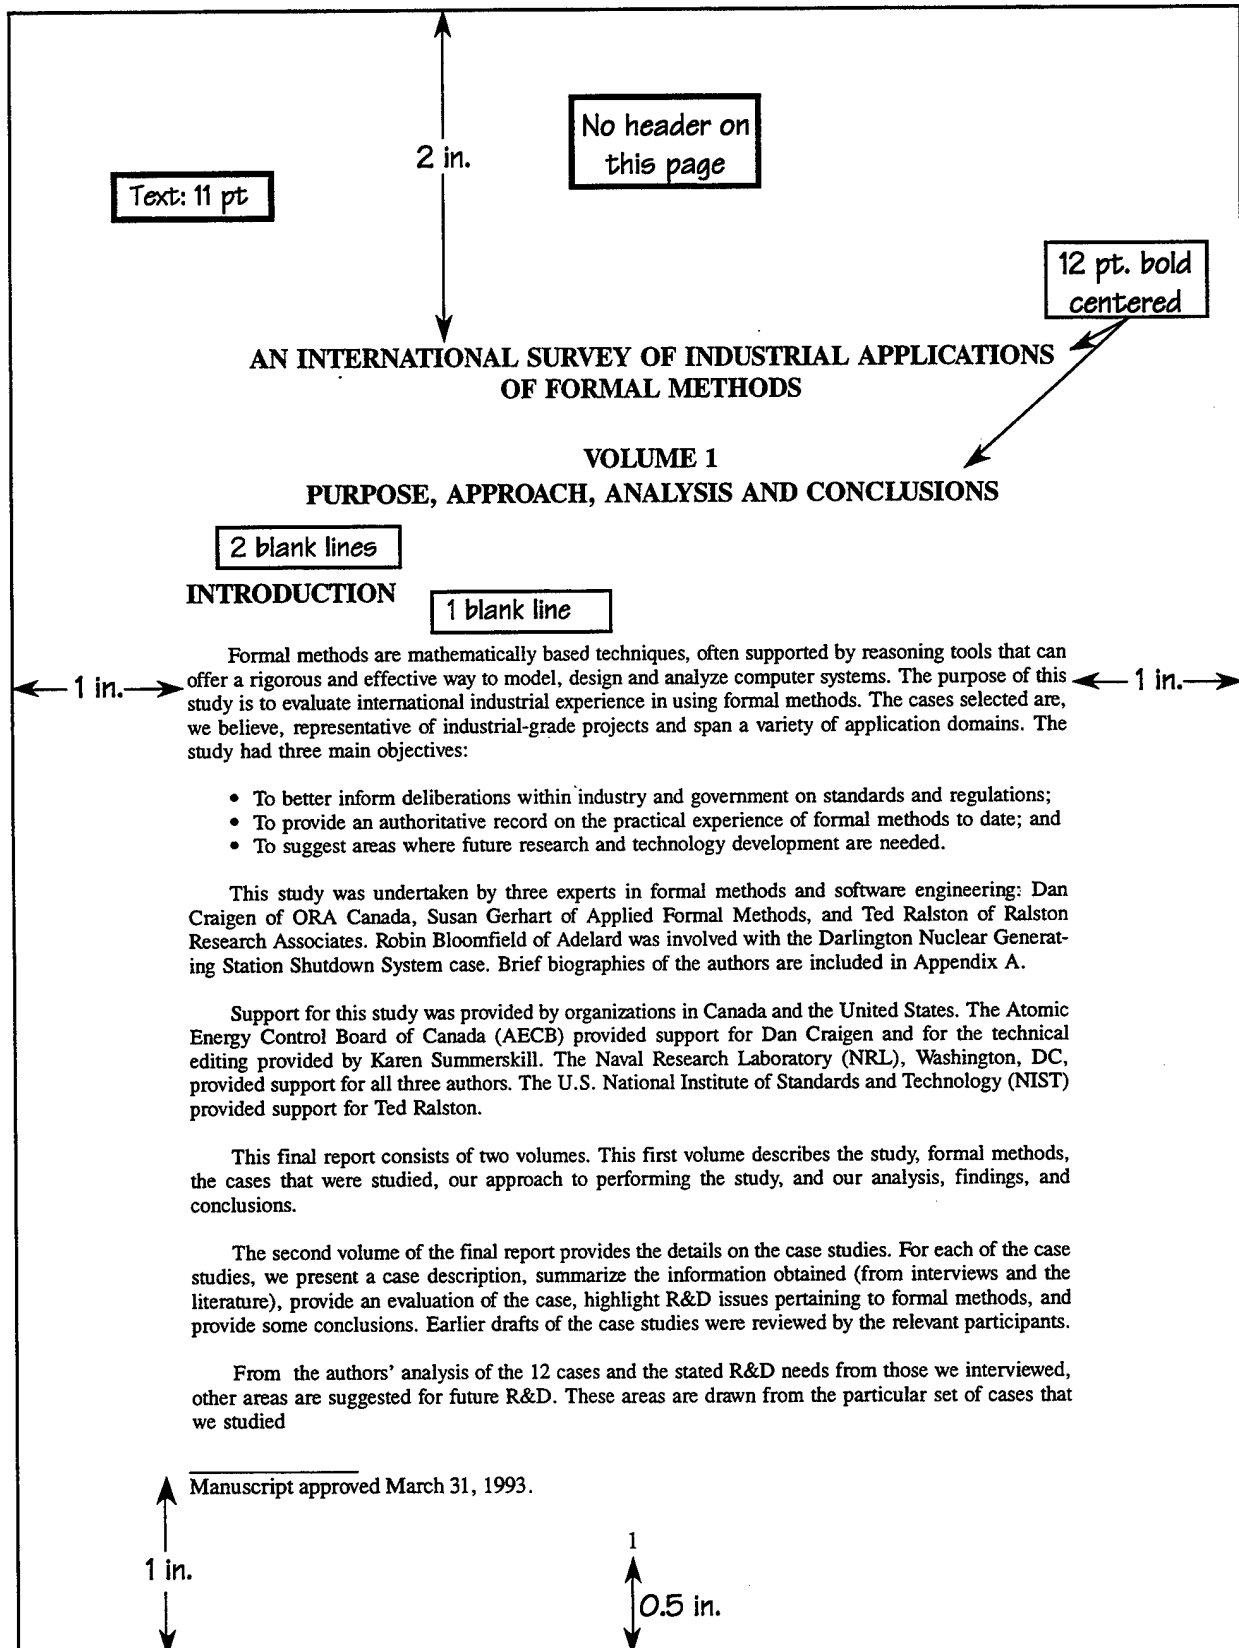 No header on
this page
2 in.
Text: 11 pt
12 pt. bold
centered
AN INTERNATIONAL SURVEY OF INDUSTRIAL APPLICATIONS
OF FORMAL METHODS
VOLUME 1
PURPOSE, APPROACH, ANALYSIS AND CONCLUSIONS
2 blank lines
INTRODUCTION
1 blank line
Formal methods are mathematically based techniques, often supported by reasoning tools that can
1 in.
offer a rigorous and effective way to model, design and analyze computer systems. The purpose of this
1 in.
study is to evaluate international industrial experience in using formal methods. The cases selected are,
we believe, representative of industrial-grade projects and span a variety of application domains. The
study had three main objectives:
• To better inform deliberations within industry and government on standards and regulations;
• To provide an authoritative record on the practical experience of formal methods to date; and
• To suggest areas where future research and technology development are needed.
This study was undertaken by three experts in formal methods and software engineering: Dan
Craigen of ORA Canada, Susan Gerhart of Applied Formal Methods, and Ted Ralston of Ralston
Research Associates. Robin Bloomfield of Adelard was involved with the Darlington Nuclear Generat-
ing Station Shutdown System case. Brief biographies of the authors are included in Appendix A.
Support for this study was provided by organizations in Canada and the United States. The Atomic
Energy Control Board of Canada (AECB) provided support for Dan Craigen and for the technical
editing provided by Karen Summerskill. The Naval Research Laboratory (NRL), Washington, DC,
provided support for all three authors. The U.S. National Institute of Standards and Technology (NIST)
provided support for Ted Ralston.
This final report consists of two volumes. This first volume describes the study, formal methods,
the cases that were studied, our approach to performing the study, and our analysis, findings, and
conclusions.
The second volume of the final report provides the details on the case studies. For each of the case
studies, we present a case description, summarize the information obtained (from interviews and the
literature), provide an evaluation of the case, highlight R&D issues pertaining to formal methods, and
provide some conclusions. Earlier drafts of the case studies were reviewed by the relevant participants.
From the authors' analysis of the 12 cases and the stated R&D needs from those we interviewed,
other areas are suggested for future R&D. These areas are drawn from the particular set of cases that
we studied
Manuscript approved March 31, 1993.
1
1 in.
0.5 in.